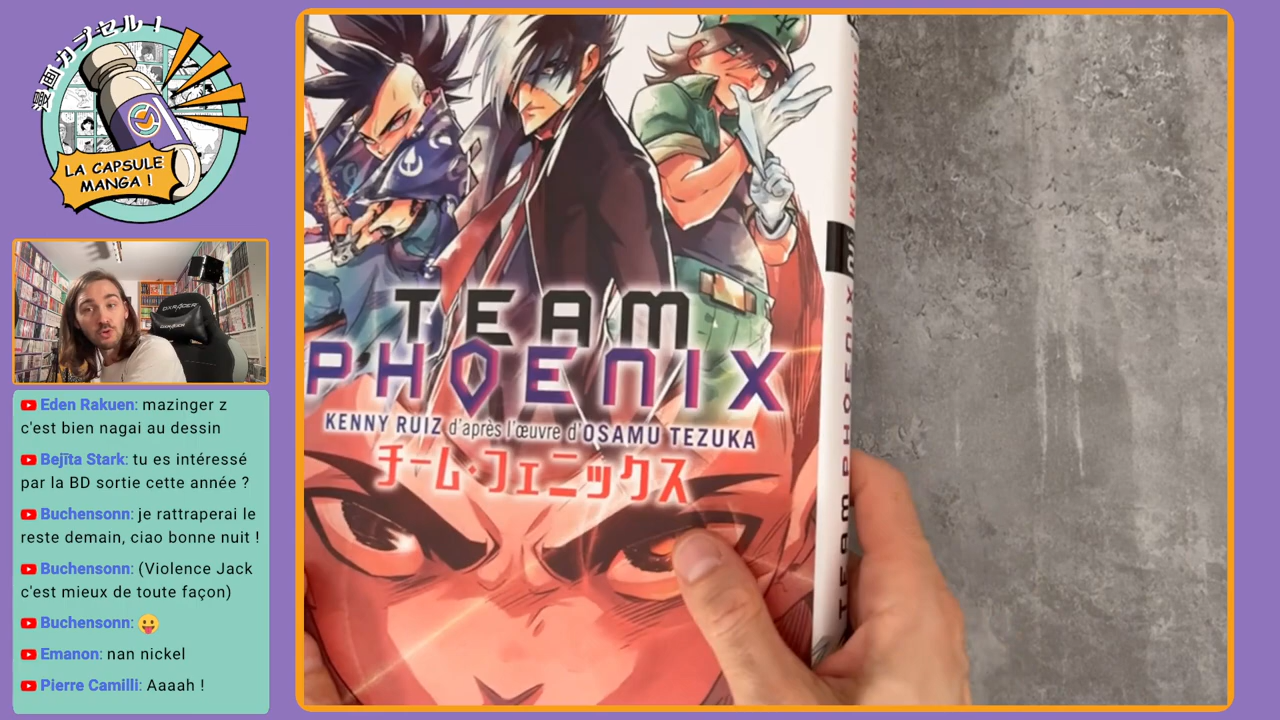 漫画カプセル！
LA CAPSULE
MANGA !
DXRACER
TEAM
PHOENIX
KENNY RUIZ d'après l'œuvre d'OSAMU TEZUKA
チーム・フェニックス
TEAM PHOENIX
KENNY RUIZ
Eden Rakuen: mazinger z
c'est bien nagai au dessin
Bejīta Stark: tu es intéressé
par la BD sortie cette année ?
Buchensonn: je rattraperai le
reste demain, ciao bonne nuit !
Buchensonn: (Violence Jack
c'est mieux de toute façon)
Buchensonn: 😛
Emanon: nan nickel
Pierre Camilli: Aaaah !